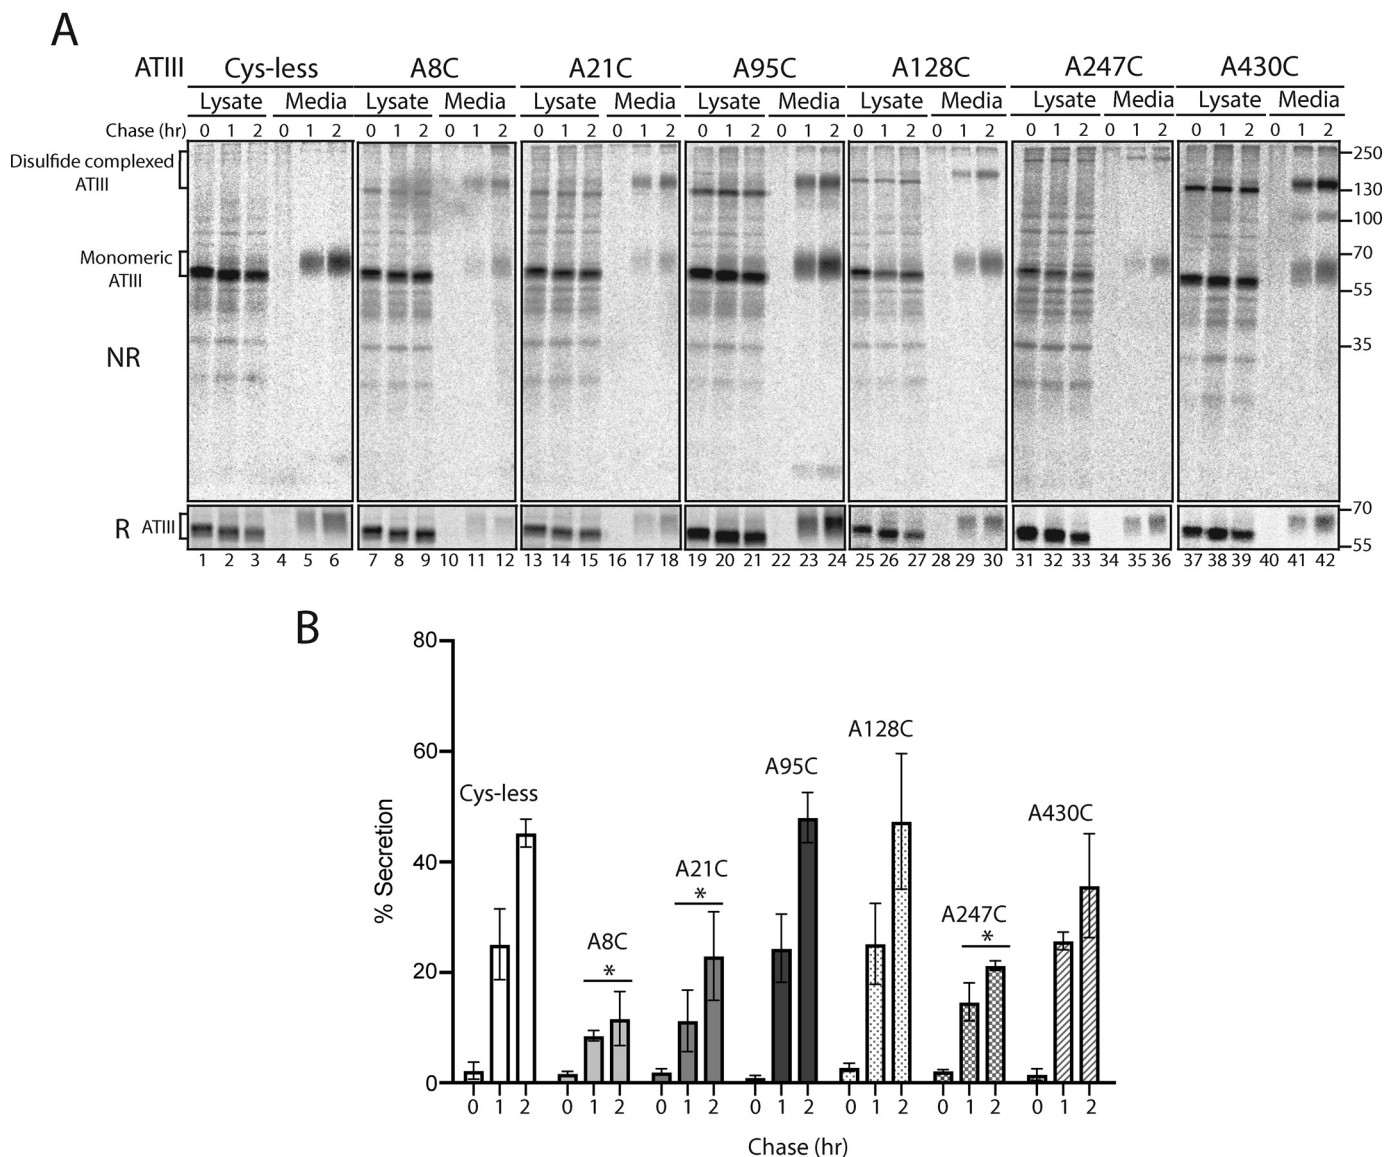 A
ATIII Cys-less A8C A21C A95C A128C A247C A430C
Lysate Media Lysate Media Lysate Media Lysate Media Lysate Media Lysate Media Lysate Media
Chase (hr) 0 1 2 0 1 2 0 1 2 0 1 2 0 1 2 0 1 2 0 1 2 0 1 2 0 1 2 0 1 2 0 1 2 0 1 2 0 1 2 0 1 2
Disulfide complexed
ATIII
250
130
100
Monomeric
ATIII
70
55
NR
35
R ATIII
70
55
1 2 3 4 5 6 7 8 9 10 11 12 13 14 15 16 17 18 19 20 21 22 23 24 25 26 27 28 29 30 31 32 33 34 35 36 37 38 39 40 41 42
B
80
60
40
20
0
% Secretion
Cys-less
A8C
*
A21C
*
A95C
A128C
A247C
*
A430C
0 1 2 0 1 2 0 1 2 0 1 2 0 1 2 0 1 2 0 1 2
Chase (hr)